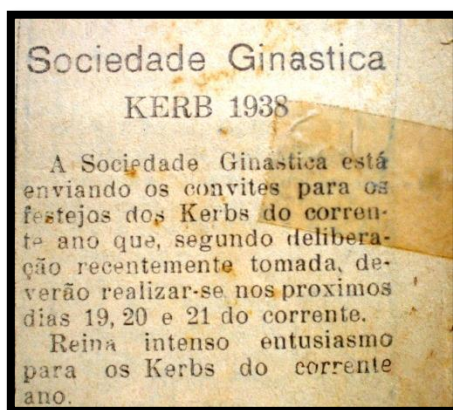 Sociedade Ginastica
KERB 1938
A Sociedade Ginastica está
enviando os convites para os
festejos dos Kerbs do corren-
te ano que, segundo delibera-
ção recentemente tomada, de-
verão realizar-se nos proximos
dias 19, 20 e 21 do corrente.
Reina intenso entusiasmo
para os Kerbs do corrente
ano.